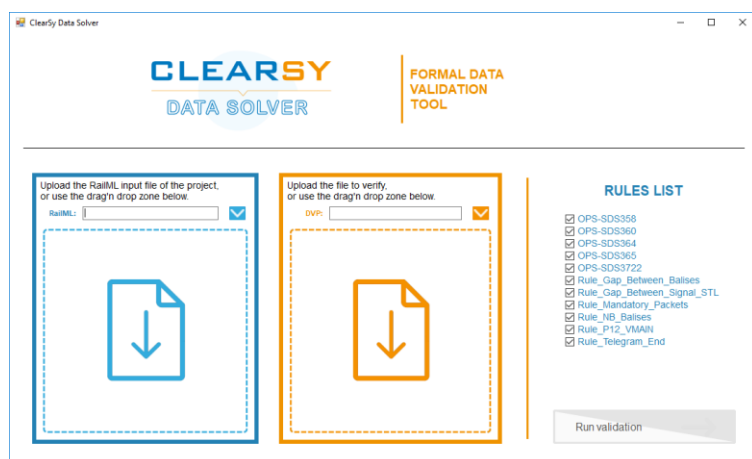 ClearSy Data Solver
CLEARSY
DATA SOLVER
FORMAL DATA
VALIDATION
TOOL
Upload the RailML input file of the project,
or use the drag'n drop zone below.
RailML:
Upload the file to verify,
or use the drag'n drop zone below.
DVP:
RULES LIST
OPS-SDS358
OPS-SDS360
OPS-SDS364
OPS-SDS365
OPS-SDS3722
Rule_Gap_Between_Balises
Rule_Gap_Between_Signal_STL
Rule_Mandatory_Packets
Rule_NB_Balises
Rule_P12_VMAIN
Rule_Telegram_End
Run validation